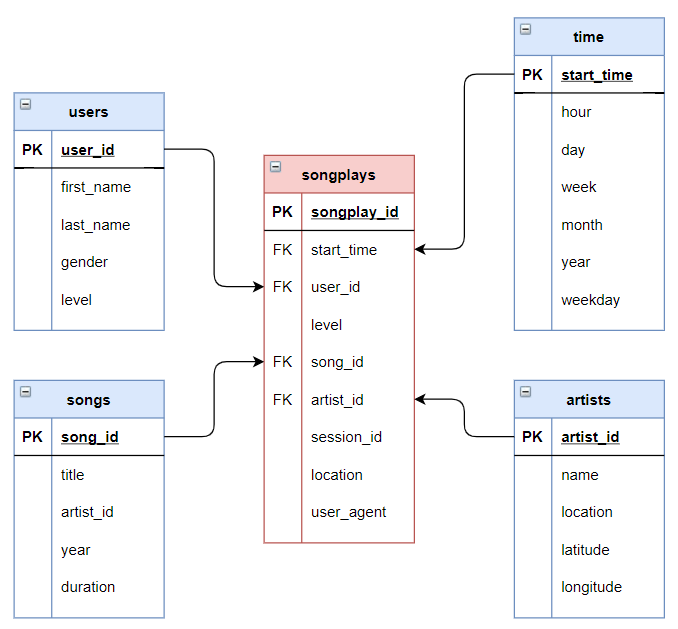 users
PK user_id
first_name
last_name
gender
level
songs
PK song_id
title
artist_id
year
duration
songplays
PK songplay_id
FK start_time
FK user_id
level
FK song_id
FK artist_id
session_id
location
user_agent
time
PK start_time
hour
day
week
month
year
weekday
artists
PK artist_id
name
location
latitude
longitude